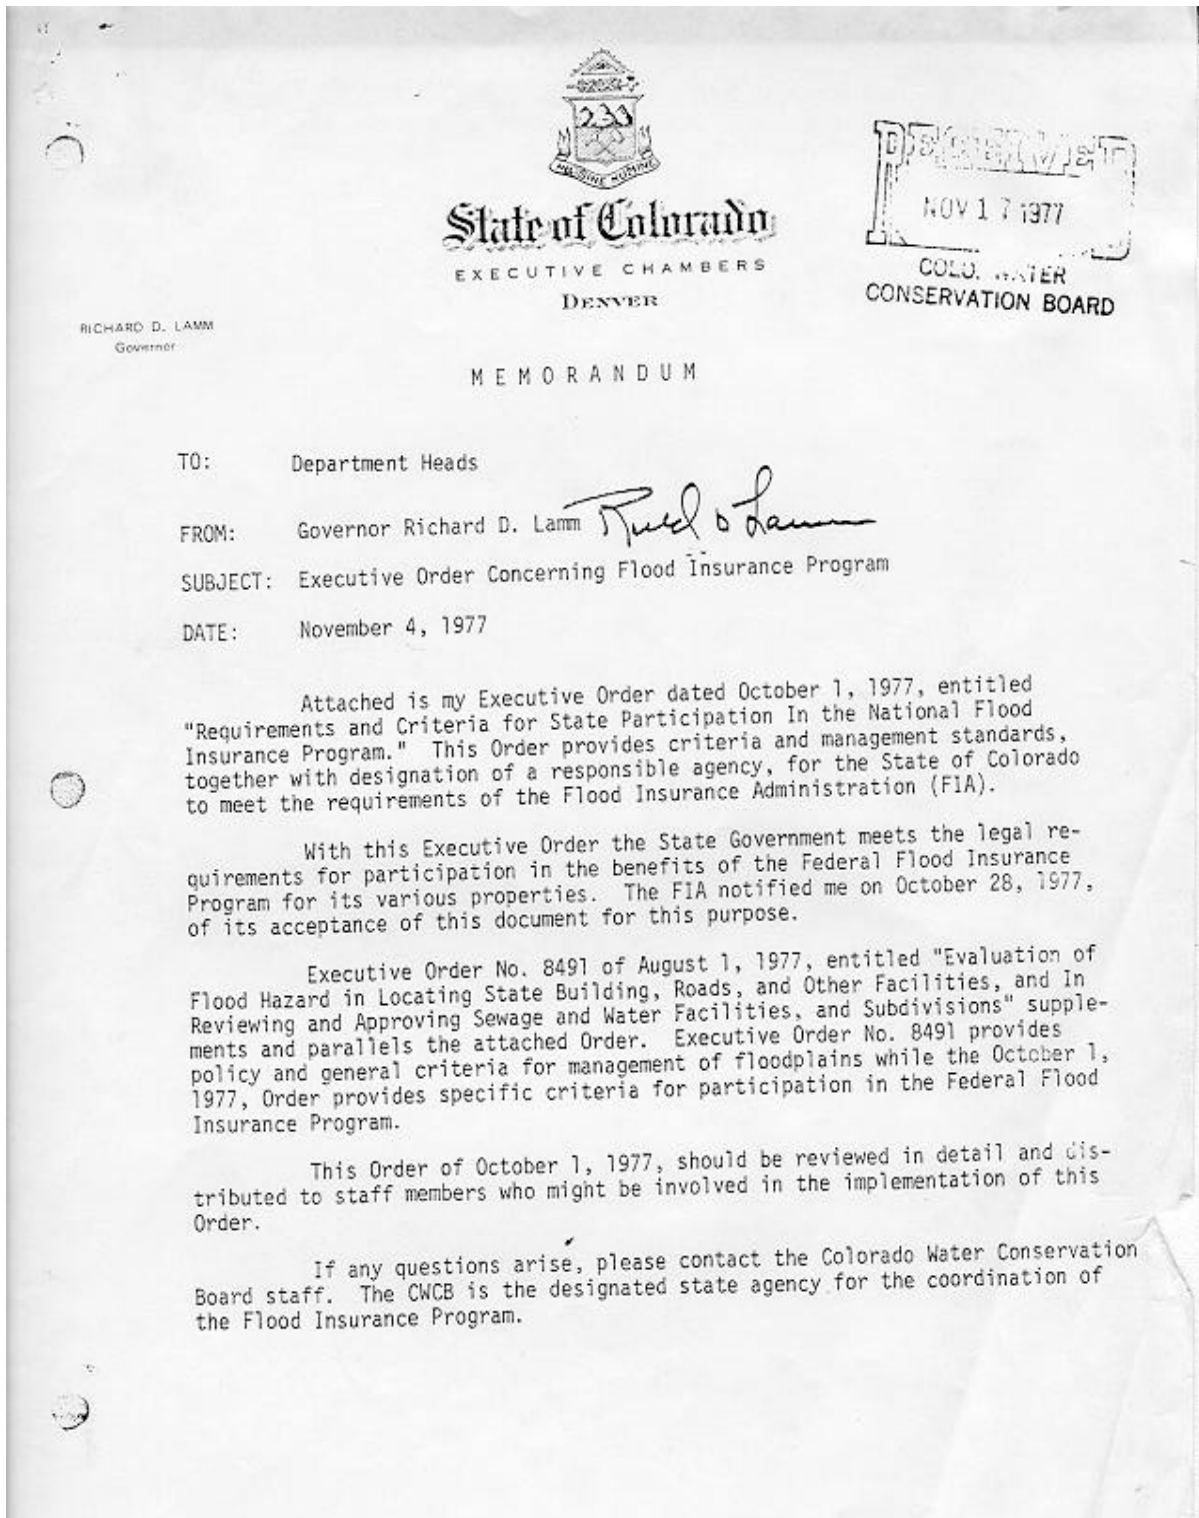 NIL SINE NUMINE
State of Colorado
EXECUTIVE CHAMBERS
DENVER
RECEIVED
NOV 17 1977
COLO. WATER
CONSERVATION BOARD
RICHARD D. LAMM
Governor
MEMORANDUM
TO: Department Heads
FROM: Governor Richard D. Lamm
SUBJECT: Executive Order Concerning Flood Insurance Program
DATE: November 4, 1977
Attached is my Executive Order dated October 1, 1977, entitled
"Requirements and Criteria for State Participation In the National Flood
Insurance Program." This Order provides criteria and management standards,
together with designation of a responsible agency, for the State of Colorado
to meet the requirements of the Flood Insurance Administration (FIA).
With this Executive Order the State Government meets the legal re-
quirements for participation in the benefits of the Federal Flood Insurance
Program for its various properties. The FIA notified me on October 28, 1977,
of its acceptance of this document for this purpose.
Executive Order No. 8491 of August 1, 1977, entitled "Evaluation of
Flood Hazard in Locating State Building, Roads, and Other Facilities, and In
Reviewing and Approving Sewage and Water Facilities, and Subdivisions" supple-
ments and parallels the attached Order. Executive Order No. 8491 provides
policy and general criteria for management of floodplains while the October 1,
1977, Order provides specific criteria for participation in the Federal Flood
Insurance Program.
This Order of October 1, 1977, should be reviewed in detail and dis-
tributed to staff members who might be involved in the implementation of this
Order.
If any questions arise, please contact the Colorado Water Conservation
Board staff. The CWCB is the designated state agency for the coordination of
the Flood Insurance Program.